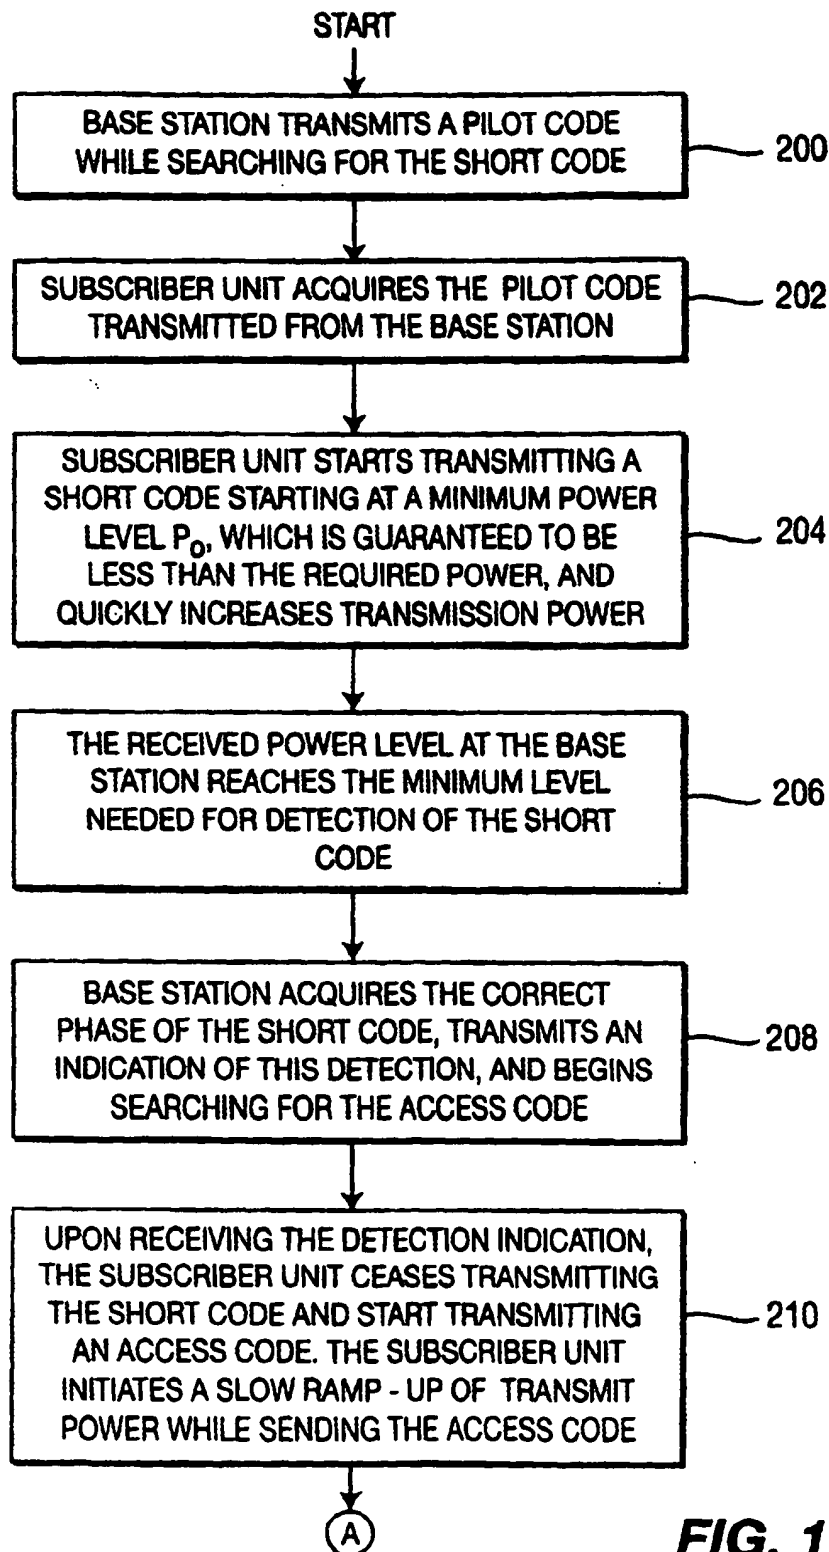 START
BASE STATION TRANSMITS A PILOT CODE
WHILE SEARCHING FOR THE SHORT CODE
200
SUBSCRIBER UNIT ACQUIRES THE PILOT CODE
TRANSMITTED FROM THE BASE STATION
202
SUBSCRIBER UNIT STARTS TRANSMITTING A
SHORT CODE STARTING AT A MINIMUM POWER
LEVEL P₀, WHICH IS GUARANTEED TO BE
LESS THAN THE REQUIRED POWER, AND
QUICKLY INCREASES TRANSMISSION POWER
204
THE RECEIVED POWER LEVEL AT THE BASE
STATION REACHES THE MINIMUM LEVEL
NEEDED FOR DETECTION OF THE SHORT
CODE
206
BASE STATION ACQUIRES THE CORRECT
PHASE OF THE SHORT CODE, TRANSMITS AN
INDICATION OF THIS DETECTION, AND BEGINS
SEARCHING FOR THE ACCESS CODE
208
UPON RECEIVING THE DETECTION INDICATION,
THE SUBSCRIBER UNIT CEASES TRANSMITTING
THE SHORT CODE AND START TRANSMITTING
AN ACCESS CODE. THE SUBSCRIBER UNIT
INITIATES A SLOW RAMP - UP OF TRANSMIT
POWER WHILE SENDING THE ACCESS CODE
210
A
FIG. 1